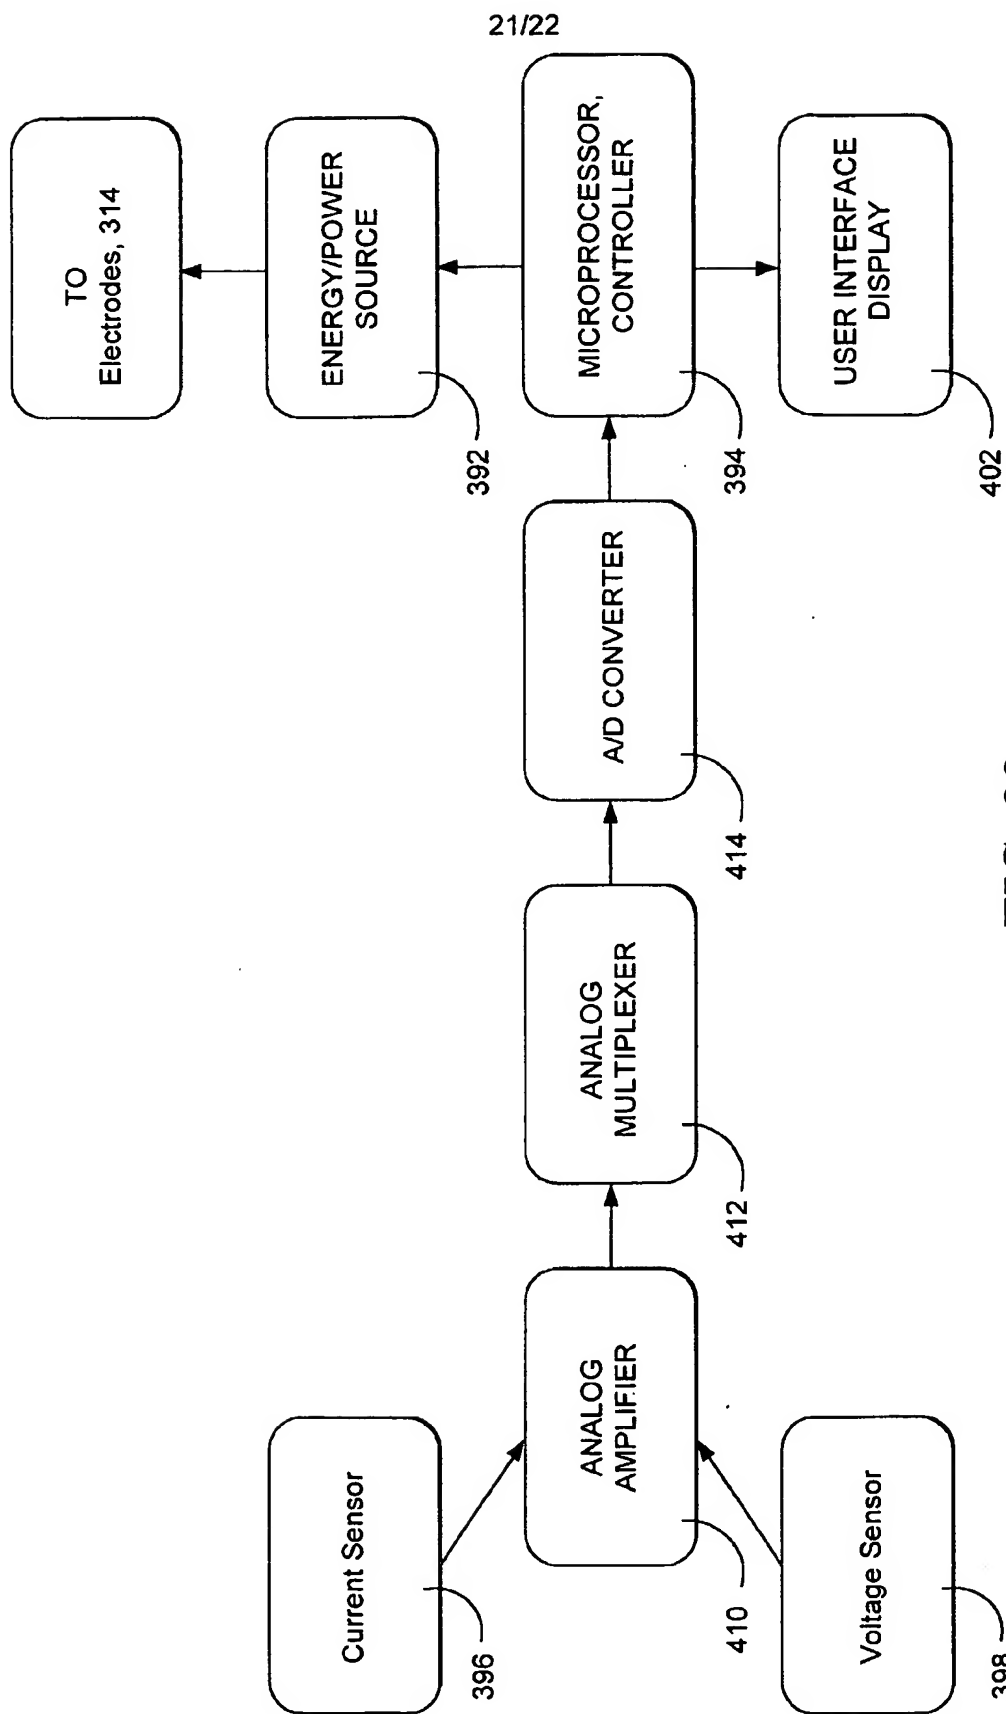 21/22
TO
Electrodes, 314
ENERGY/POWER
SOURCE
392
MICROPROCESSOR,
CONTROLLER
394
USER INTERFACE
DISPLAY
402
A/D CONVERTER
414
ANALOG
MULTIPLEXER
412
ANALOG
AMPLIFIER
410
Current Sensor
396
Voltage Sensor
398